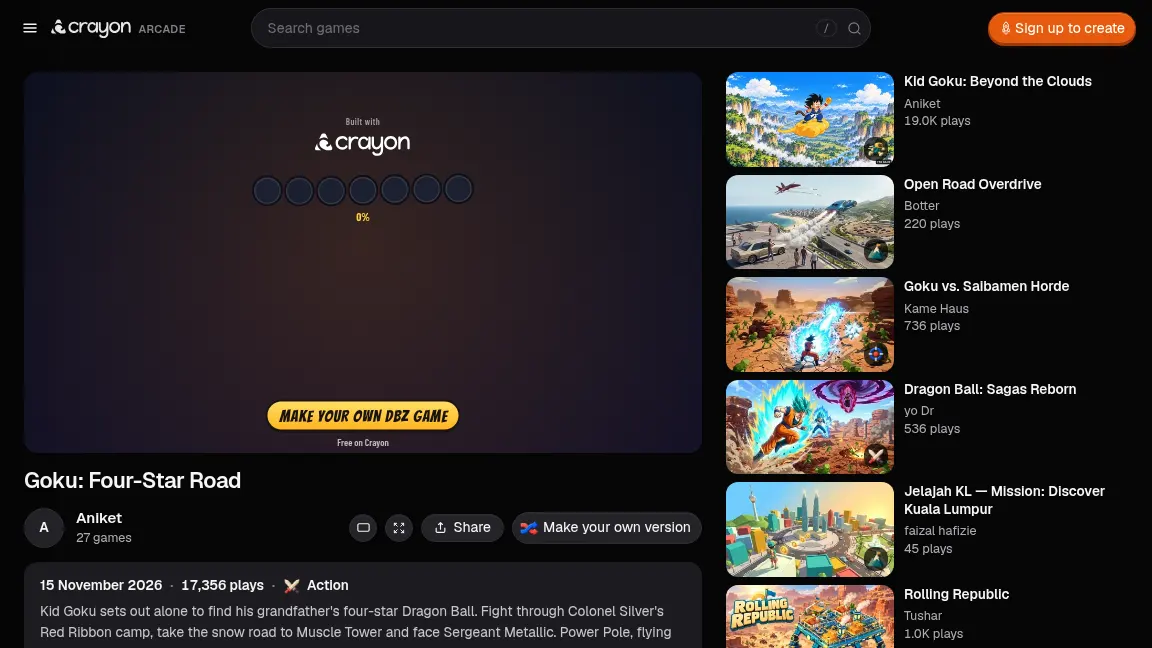 crayon ARCADE
Search games
/
Sign up to create
Built with
crayon
0%
MAKE YOUR OWN DBZ GAME
Free on Crayon
Goku: Four-Star Road
A
Aniket
27 games
Share
Make your own version
15 November 2026 · 17,356 plays · Action
Kid Goku sets out alone to find his grandfather's four-star Dragon Ball. Fight through Colonel Silver's
Red Ribbon camp, take the snow road to Muscle Tower and face Sergeant Metallic. Power Pole, flying
Kid Goku: Beyond the Clouds
Aniket
19.0K plays
Open Road Overdrive
Botter
220 plays
Goku vs. Saibamen Horde
Kame Haus
736 plays
Dragon Ball: Sagas Reborn
yo Dr
536 plays
Jelajah KL — Mission: Discover
Kuala Lumpur
faizal hafizie
45 plays
ROLLING
REPUBLIC
Rolling Republic
Tushar
1.0K plays